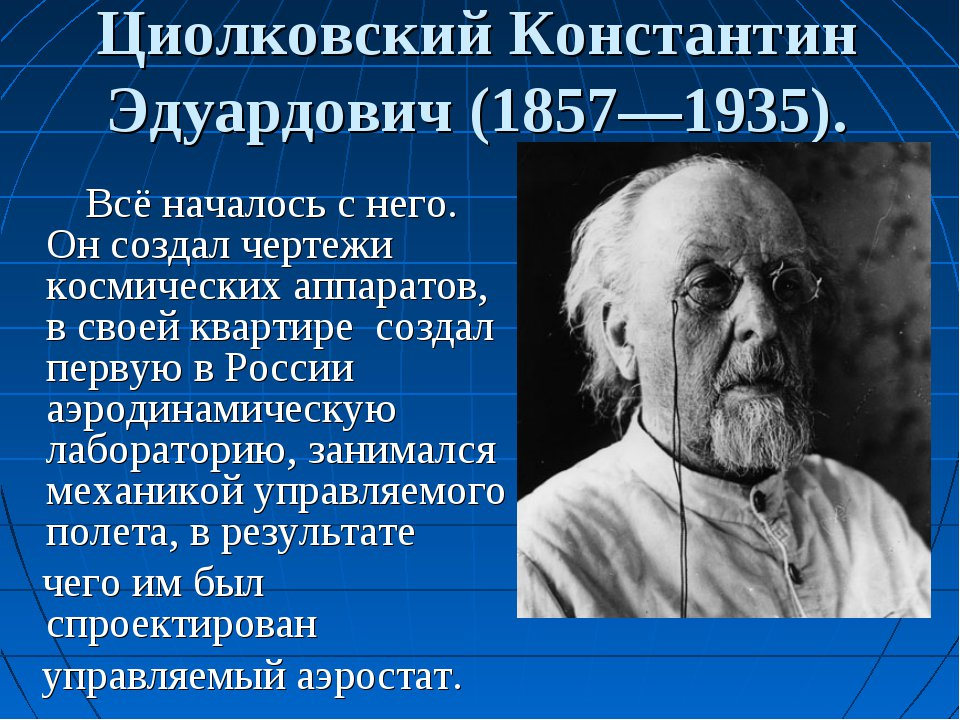 Циолковский Константин
Эдуардович (1857—1935).
Всё началось с него.
Он создал чертежи
космических аппаратов,
в своей квартире создал
первую в России
аэродинамическую
лабораторию, занимался
механикой управляемого
полета, в результате
чего им был
спроектирован
управляемый аэростат.